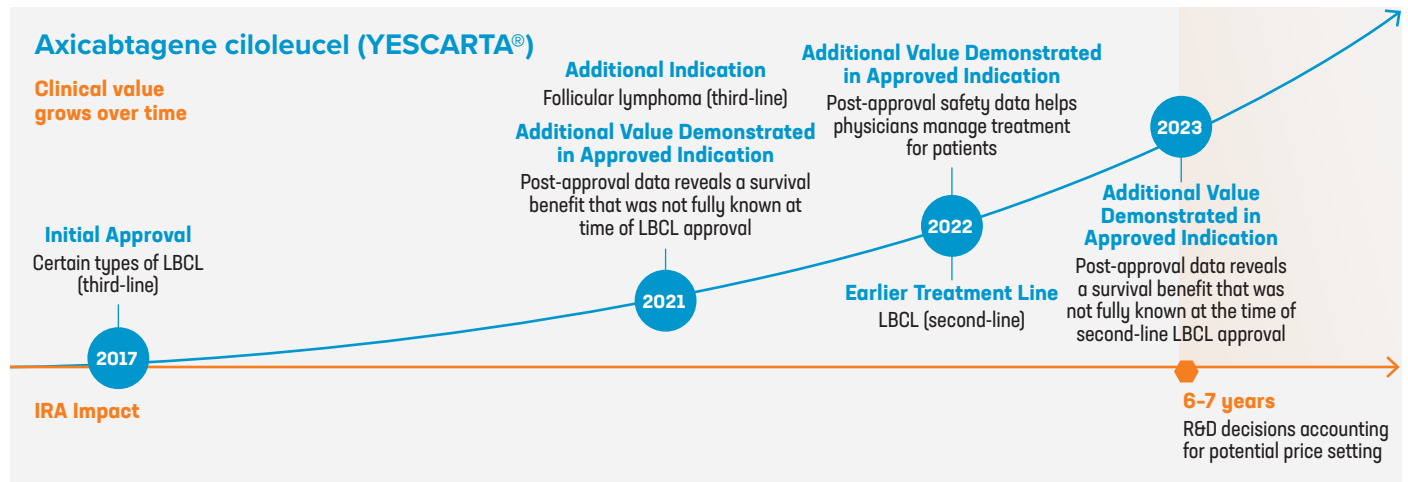 Axicabtagene ciloleucel (YESCARTA®)
Clinical value
grows over time
Initial Approval
Certain types of LBCL
(third-line)
2017
Additional Indication
Follicular lymphoma (third-line)
Additional Value Demonstrated
in Approved Indication
Post-approval data reveals a survival
benefit that was not fully known at
time of LBCL approval
2021
Additional Value Demonstrated
in Approved Indication
Post-approval safety data helps
physicians manage treatment
for patients
2022
Earlier Treatment Line
LBCL (second-line)
2023
Additional Value
Demonstrated in
Approved Indication
Post-approval data reveals
a survival benefit that was
not fully known at the time of
second-line LBCL approval
IRA Impact
6-7 years
R&D decisions accounting
for potential price setting